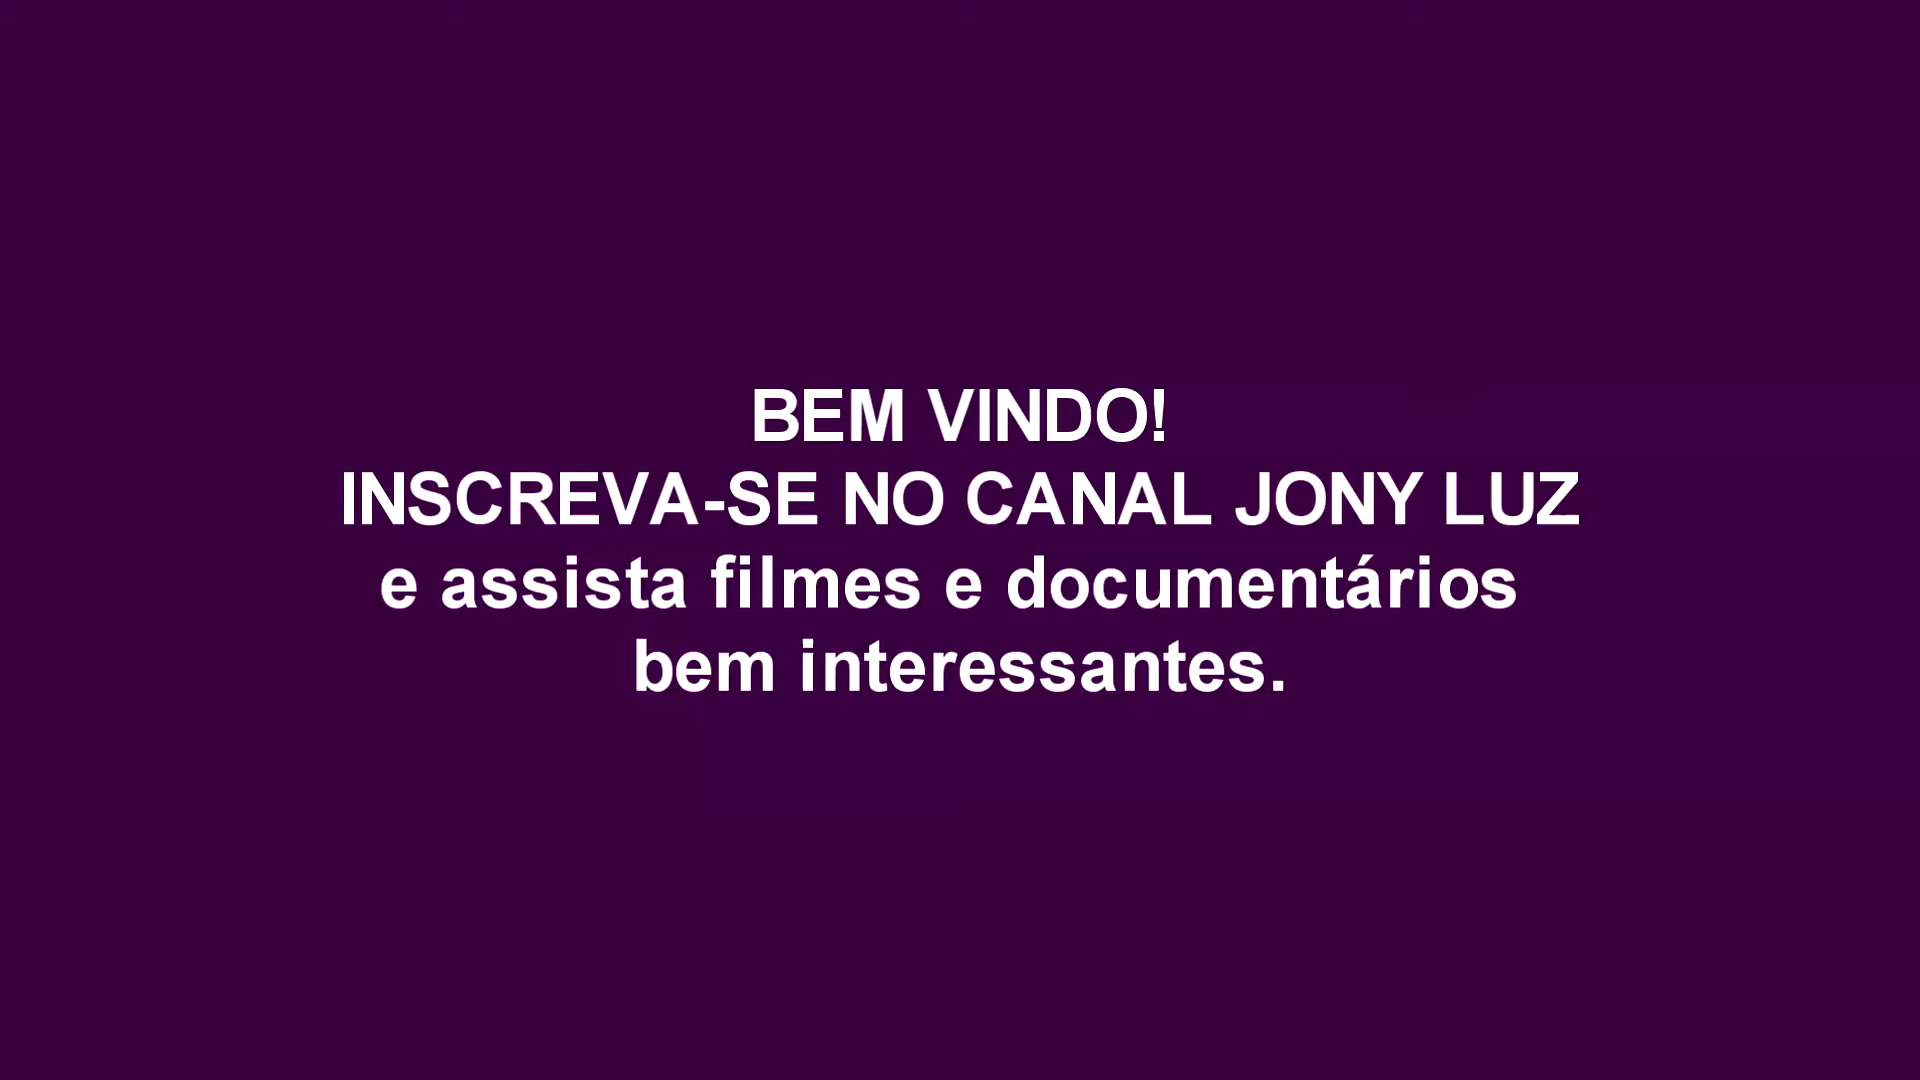 BEM VINDO!
INSCREVA-SE NO CANAL JONY LUZ
e assista filmes e documentários
bem interessantes.